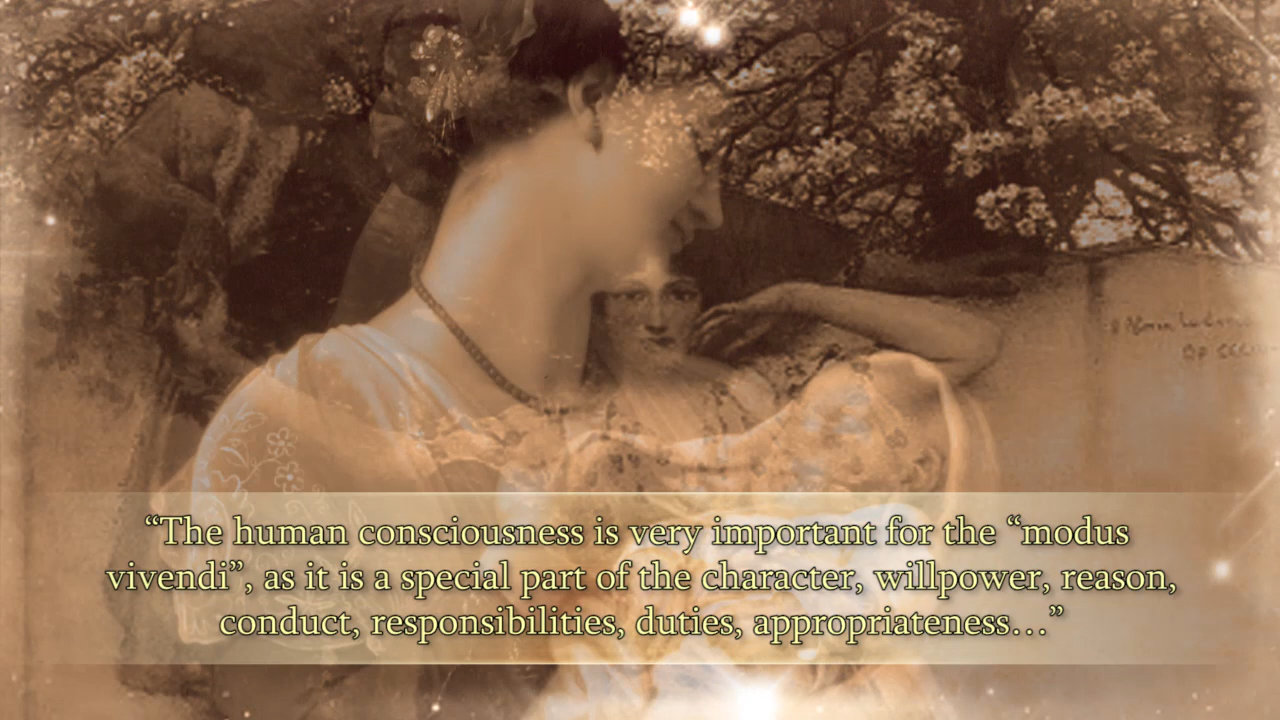 “The human consciousness is very important for the “modus
vivendi”, as it is a special part of the character, willpower, reason,
conduct, responsibilities, duties, appropriateness…”